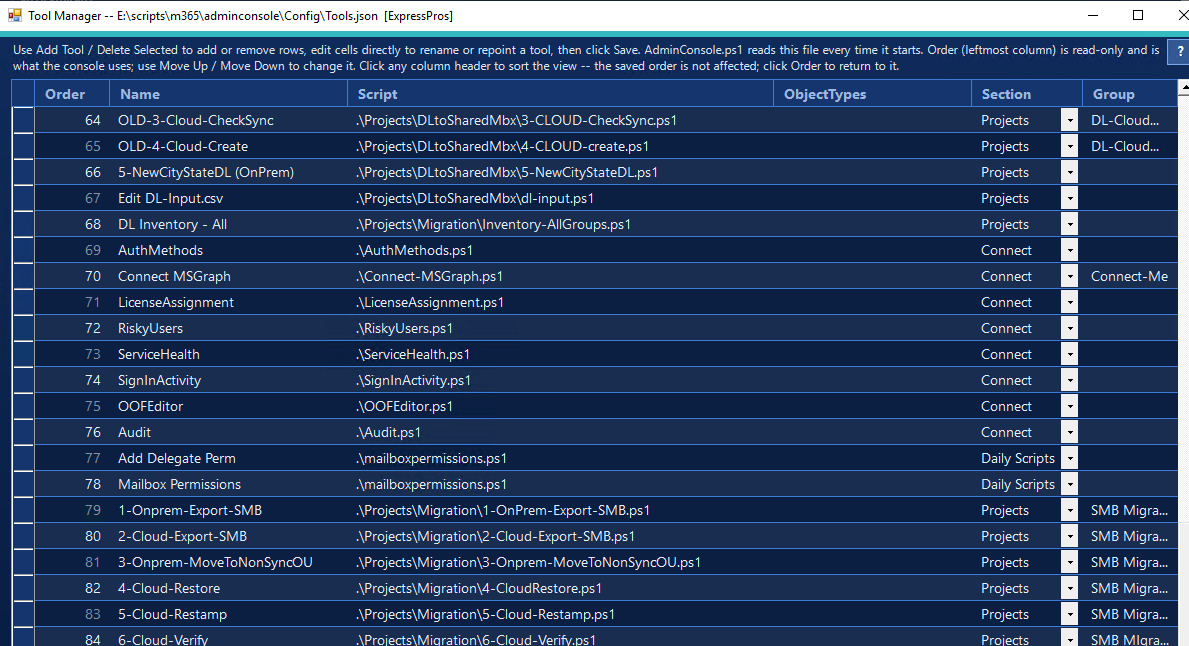 Tool Manager -- E:\scripts\m365\adminconsole\Config\Tools.json [ExpressPros]
Use Add Tool / Delete Selected to add or remove rows, edit cells directly to rename or repoint a tool, then click Save. AdminConsole.ps1 reads this file every time it starts. Order (leftmost column) is read-only and is
what the console uses; use Move Up / Move Down to change it. Click any column header to sort the view -- the saved order is not affected; click Order to return to it.
?
Order Name Script ObjectTypes Section Group
64 OLD-3-Cloud-CheckSync .\Projects\DLtoSharedMbx\3-CLOUD-CheckSync.ps1 Projects DL-Cloud...
65 OLD-4-Cloud-Create .\Projects\DLtoSharedMbx\4-CLOUD-create.ps1 Projects DL-Cloud...
66 5-NewCityStateDL (OnPrem) .\Projects\DLtoSharedMbx\5-NewCityStateDL.ps1 Projects
67 Edit DL-Input.csv .\Projects\DLtoSharedMbx\dl-input.ps1 Projects
68 DL Inventory - All .\Projects\Migration\Inventory-AllGroups.ps1 Projects
69 AuthMethods .\AuthMethods.ps1 Connect
70 Connect MSGraph .\Connect-MSGraph.ps1 Connect Connect-Me
71 LicenseAssignment .\LicenseAssignment.ps1 Connect
72 RiskyUsers .\RiskyUsers.ps1 Connect
73 ServiceHealth .\ServiceHealth.ps1 Connect
74 SignInActivity .\SignInActivity.ps1 Connect
75 OOFEditor .\OOFEditor.ps1 Connect
76 Audit .\Audit.ps1 Connect
77 Add Delegate Perm .\mailboxpermissions.ps1 Daily Scripts
78 Mailbox Permissions .\mailboxpermissions.ps1 Daily Scripts
79 1-Onprem-Export-SMB .\Projects\Migration\1-OnPrem-Export-SMB.ps1 Projects SMB Migra...
80 2-Cloud-Export-SMB .\Projects\Migration\2-Cloud-Export-SMB.ps1 Projects SMB Migra...
81 3-Onprem-MoveToNonSyncOU .\Projects\Migration\3-Onprem-MoveToNonSyncOU.ps1 Projects SMB Migra...
82 4-Cloud-Restore .\Projects\Migration\4-CloudRestore.ps1 Projects SMB Migra...
83 5-Cloud-Restamp .\Projects\Migration\5-Cloud-Restamp.ps1 Projects SMB Migra...
84 6-Cloud-Verify .\Projects\Migration\6-Cloud-Verify.ps1 Projects SMB MIgra...